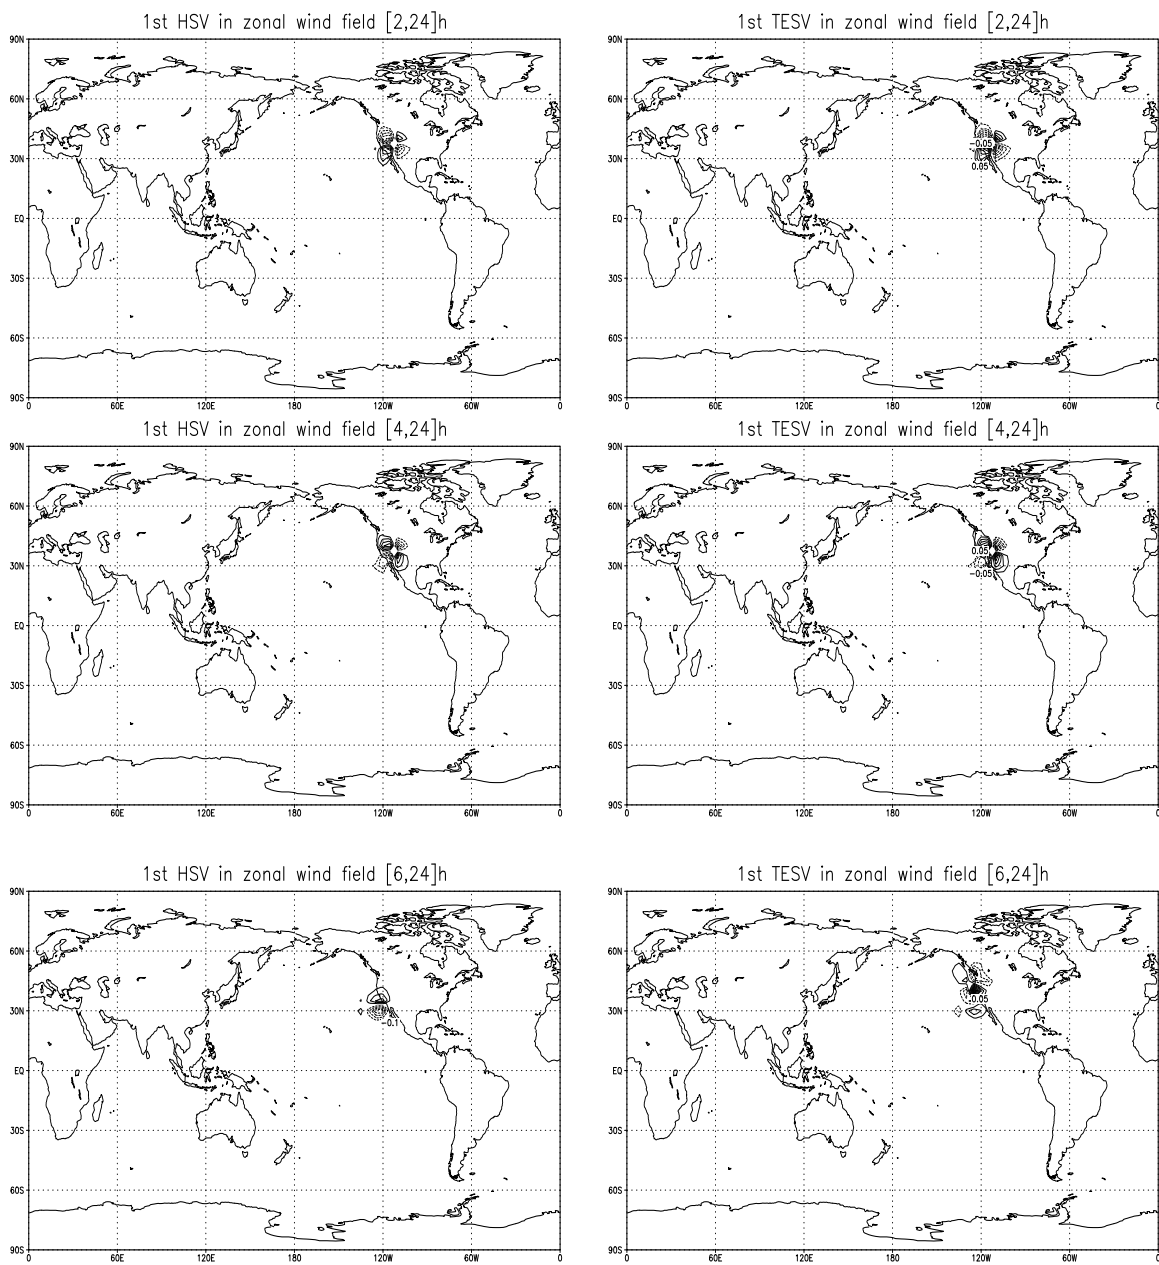 1st HSV in zonal wind field [2,24]h
90N
60N
30N
EQ
30S
60S
90S
0 60E 120E 180 120W 60W 0
1st TESV in zonal wind field [2,24]h
90N
60N
30N
EQ
30S
60S
90S
-0.05
0.05
0 60E 120E 180 120W 60W 0
1st HSV in zonal wind field [4,24]h
90N
60N
30N
EQ
30S
60S
90S
0 60E 120E 180 120W 60W 0
1st TESV in zonal wind field [4,24]h
90N
60N
30N
EQ
30S
60S
90S
0.05
-0.05
0 60E 120E 180 120W 60W 0
1st HSV in zonal wind field [6,24]h
90N
60N
30N
EQ
30S
60S
90S
-0.1
0 60E 120E 180 120W 60W 0
1st TESV in zonal wind field [6,24]h
90N
60N
30N
EQ
30S
60S
90S
0.05
0 60E 120E 180 120W 60W 0